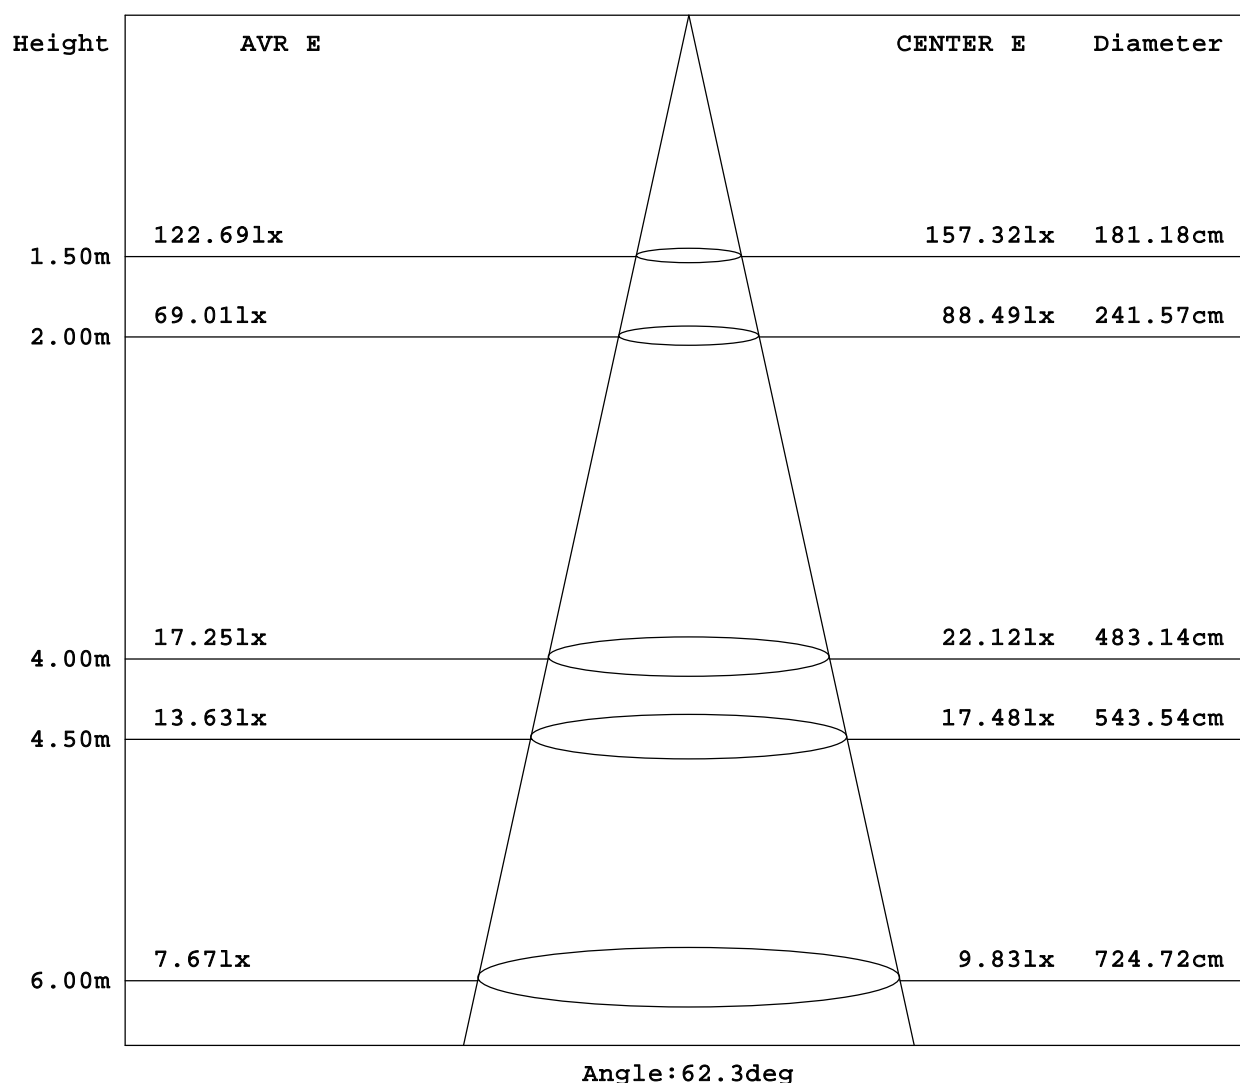 Height AVR E CENTER E Diameter
122.69lx 157.32lx 181.18cm
1.50m
69.01lx 88.49lx 241.57cm
2.00m
17.25lx 22.12lx 483.14cm
4.00m
13.63lx 17.48lx 543.54cm
4.50m
7.67lx 9.83lx 724.72cm
6.00m
Angle:62.3deg